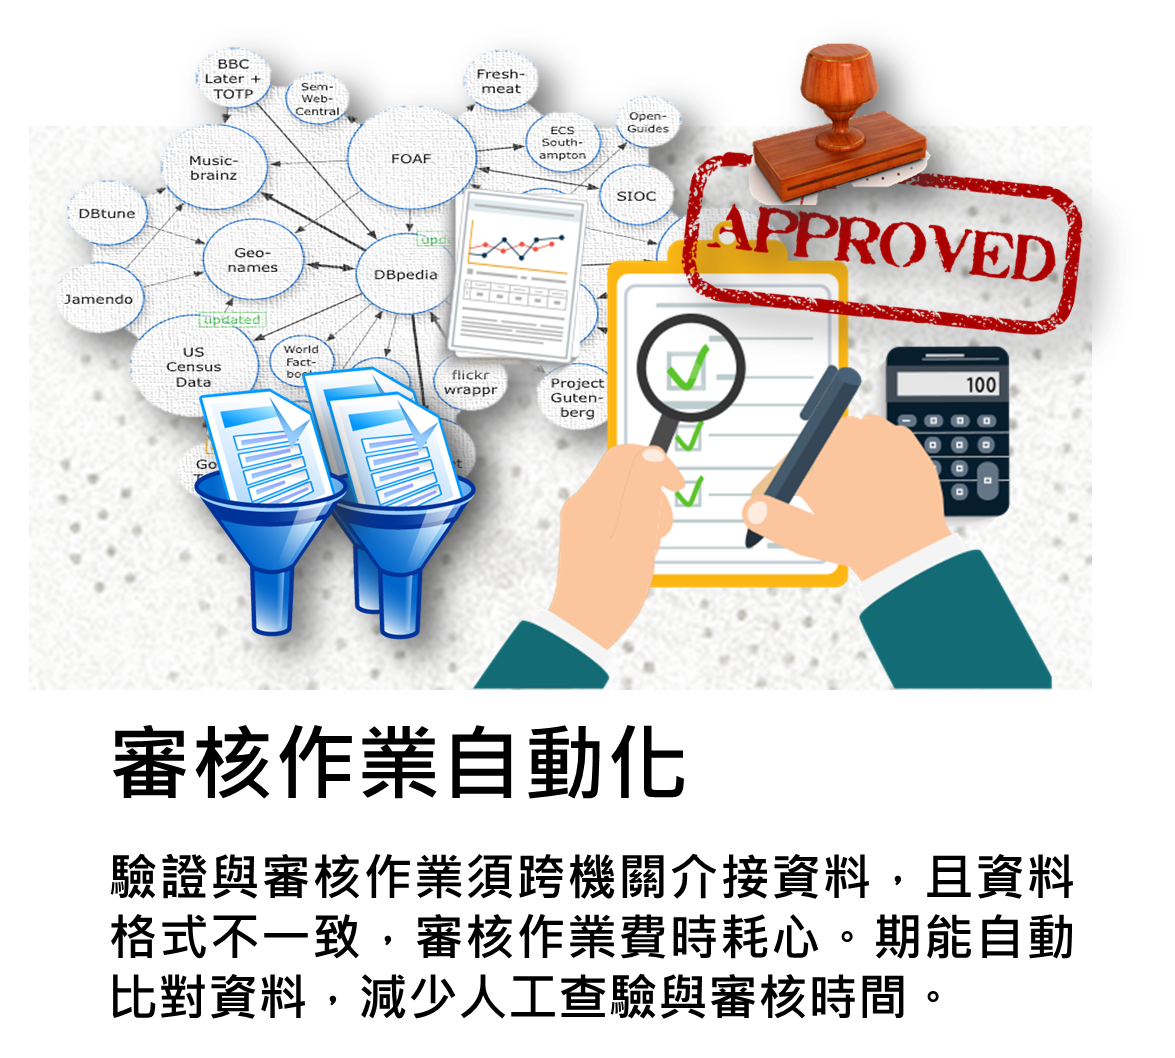 BBC
Later +
TOTP
Sem-
Web-
Central
Fresh-
meat
Open-
Guides
ECS
South-
ampton
FOAF
Music-
brainz
SIOC
DBtune
APPROVED
Geo-
names
DBpedia
Jamendo
updated
US
Census
Data
World
Fact-
flickr
wrappr
Project
Guten-
berg
100
審核作業自動化
驗證與審核作業須跨機關介接資料，且資料
格式不一致，審核作業費時耗心。期能自動
比對資料，減少人工查驗與審核時間。